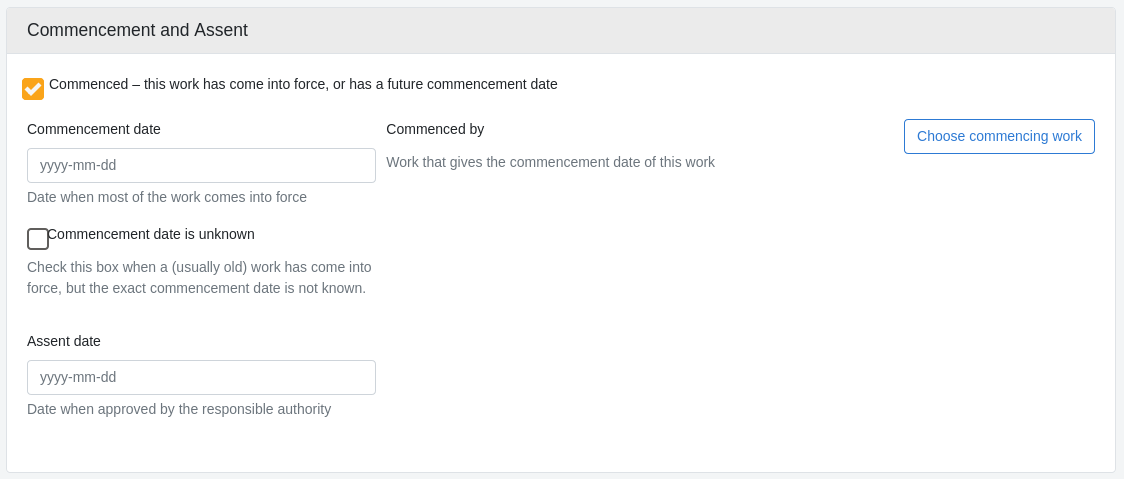 Commencement and Assent
Commenced – this work has come into force, or has a future commencement date
Commencement date
yyyy-mm-dd
Date when most of the work comes into force
Commenced by
Work that gives the commencement date of this work
Choose commencing work
Commencement date is unknown
Check this box when a (usually old) work has come into
force, but the exact commencement date is not known.
Assent date
yyyy-mm-dd
Date when approved by the responsible authority